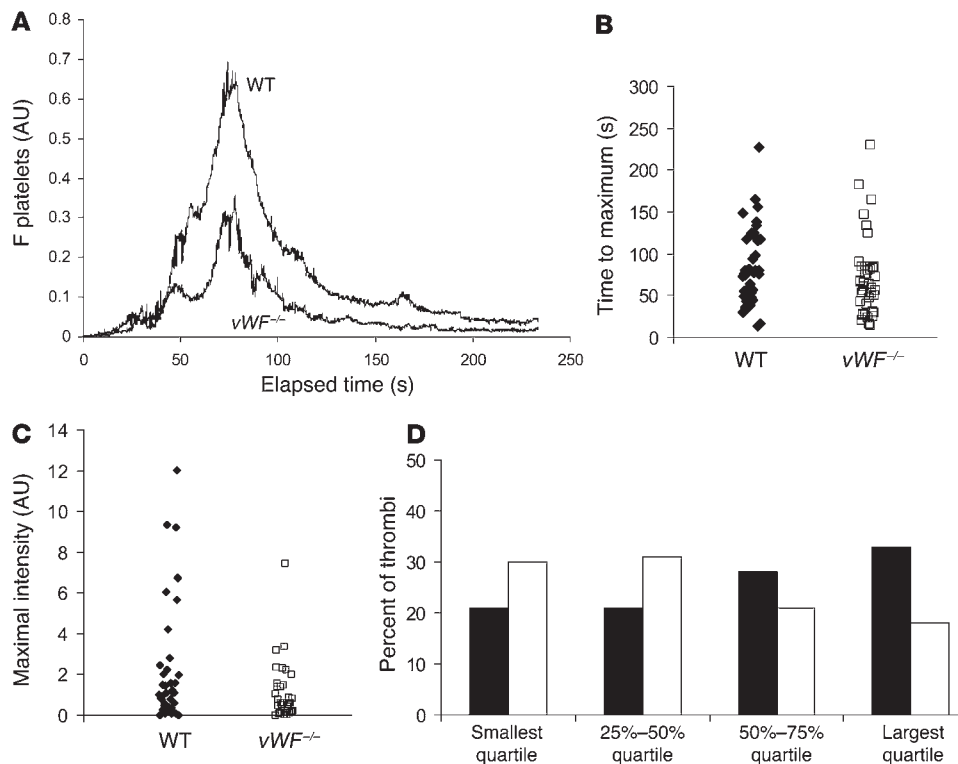 A
0.8
0.7
0.6
0.5
0.4
0.3
0.2
0.1
0
F platelets (AU)
WT
vWF–/–
0
50
100
150
200
250
Elapsed time (s)
B
300
250
200
150
100
50
0
Time to maximum (s)
WT
vWF–/–
C
14
12
10
8
6
4
2
0
Maximal intensity (AU)
WT
vWF–/–
D
50
40
30
20
10
0
Percent of thrombi
Smallest
quartile
25%–50%
quartile
50%–75%
quartile
Largest
quartile